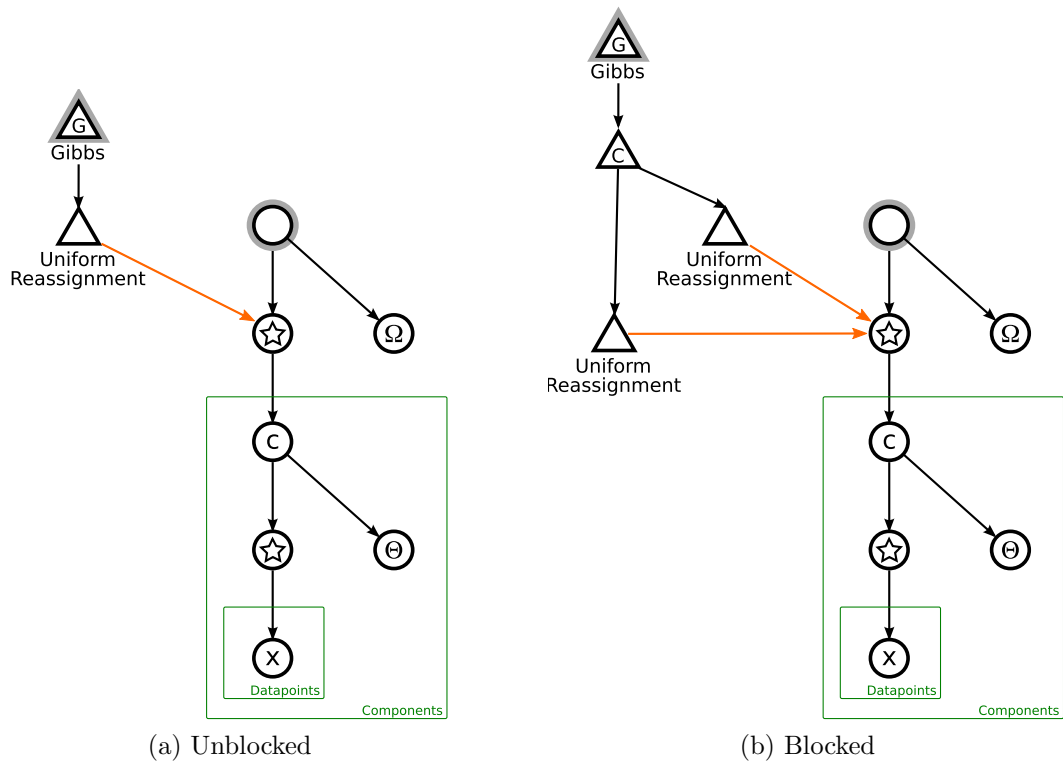 G
Gibbs
Uniform
Reassignment
Ω
C
Θ
X
Datapoints
Components
(a) Unblocked
G
Gibbs
C
Uniform
Reassignment
Uniform
Reassignment
Ω
C
Θ
X
Datapoints
Components
(b) Blocked